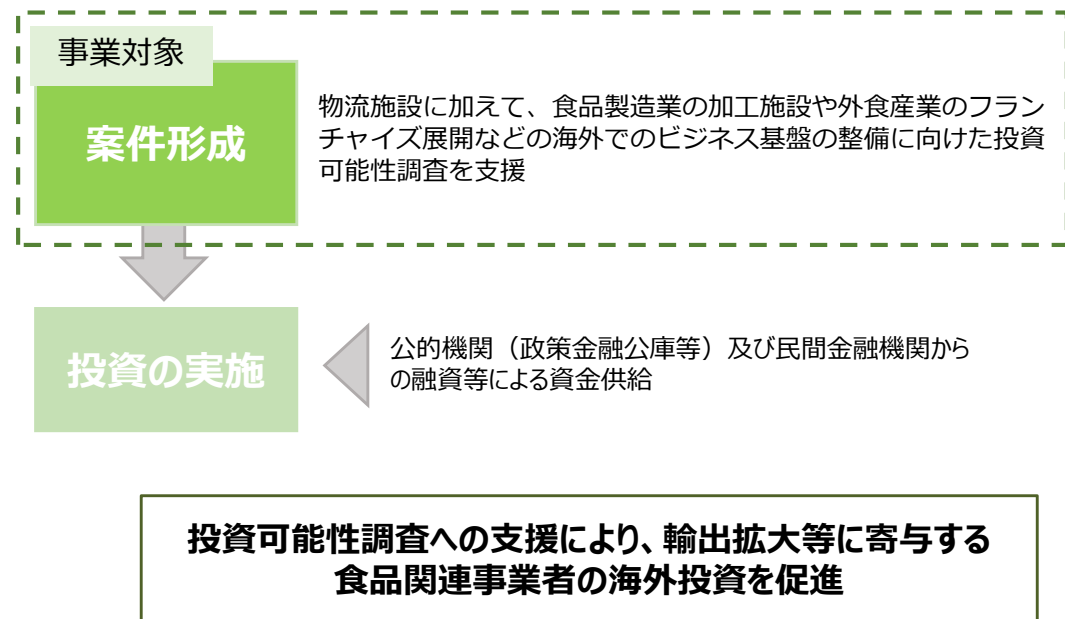 事業対象
案件形成
物流施設に加えて、食品製造業の加工施設や外食産業のフラン
チャイズ展開などの海外でのビジネス基盤の整備に向けた投資
可能性調査を支援
投資の実施
公的機関（政策金融公庫等）及び民間金融機関から
の融資等による資金供給
投資可能性調査への支援により、輸出拡大等に寄与する
食品関連事業者の海外投資を促進